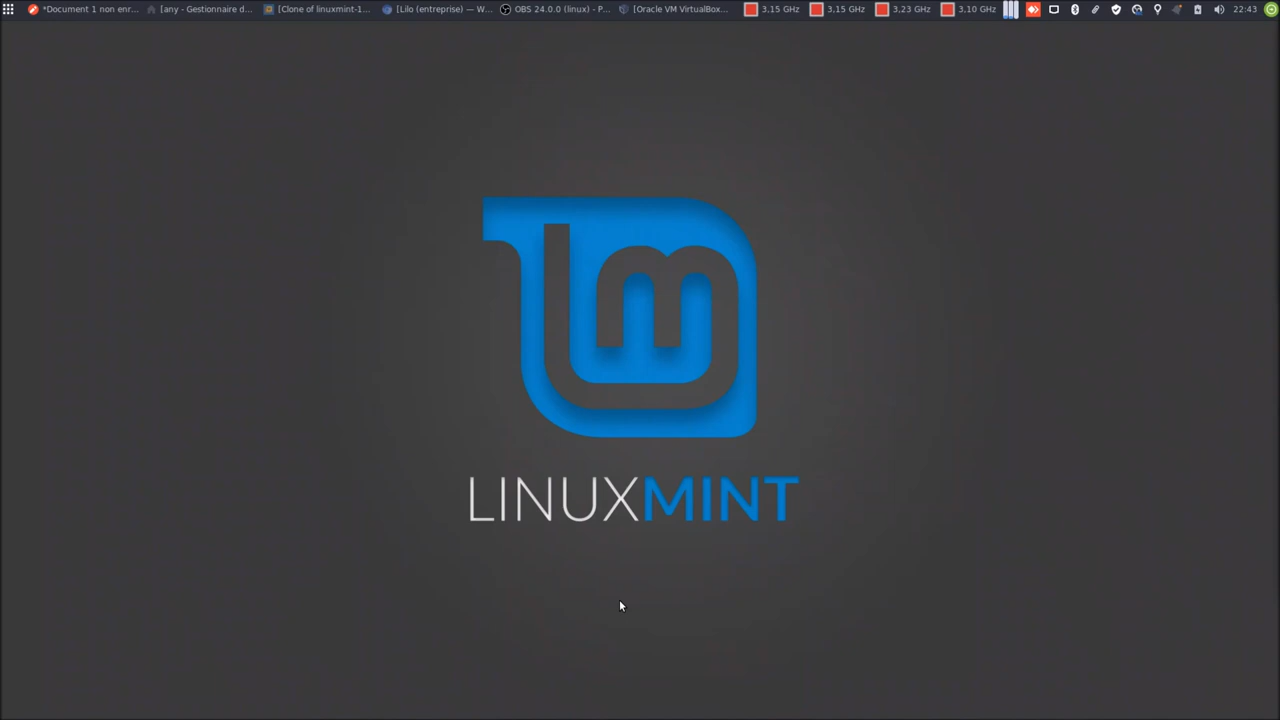 *Document 1 non enr... [any - Gestionnaire d... [Clone of linuxmint-1... [Lilo (entreprise) — W... OBS 24.0.0 (linux) - P... [Oracle VM VirtualBox... 3.15 GHz 3,15 GHz 3,23 GHz 3.10 GHz 22:43
lm
LINUXMINT